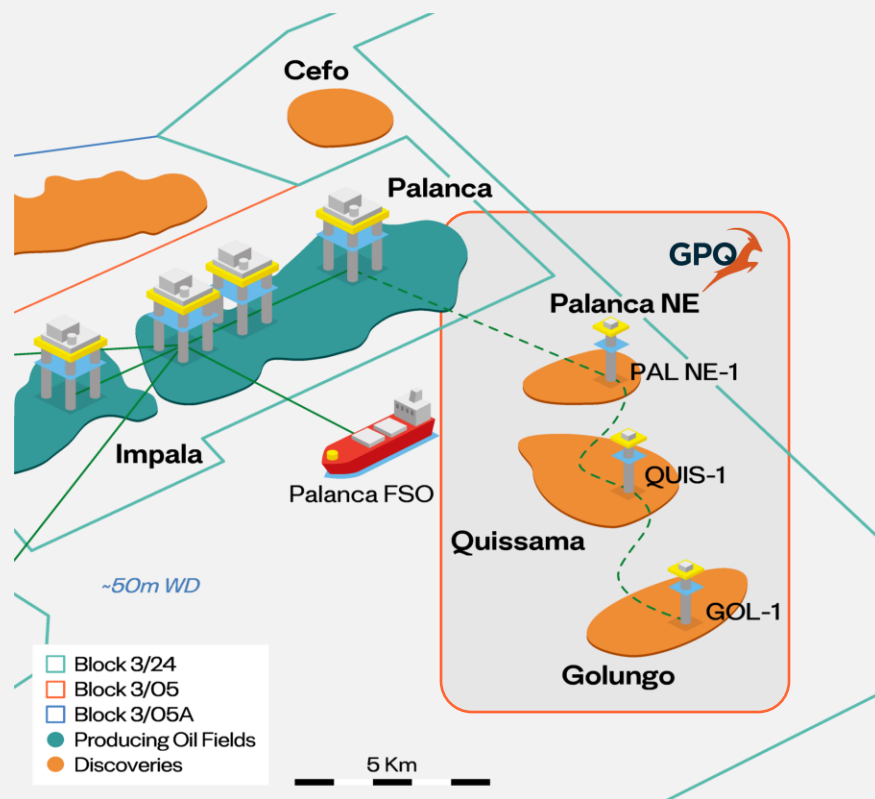 Cefo
Palanca
GPQ
Palanca NE
PAL NE-1
Impala
QUIS-1
Palanca FSO
Quissama
~50m WD
GOL-1
Golungo
Block 3/24
Block 3/05
Block 3/05A
Producing Oil Fields
Discoveries
5 Km